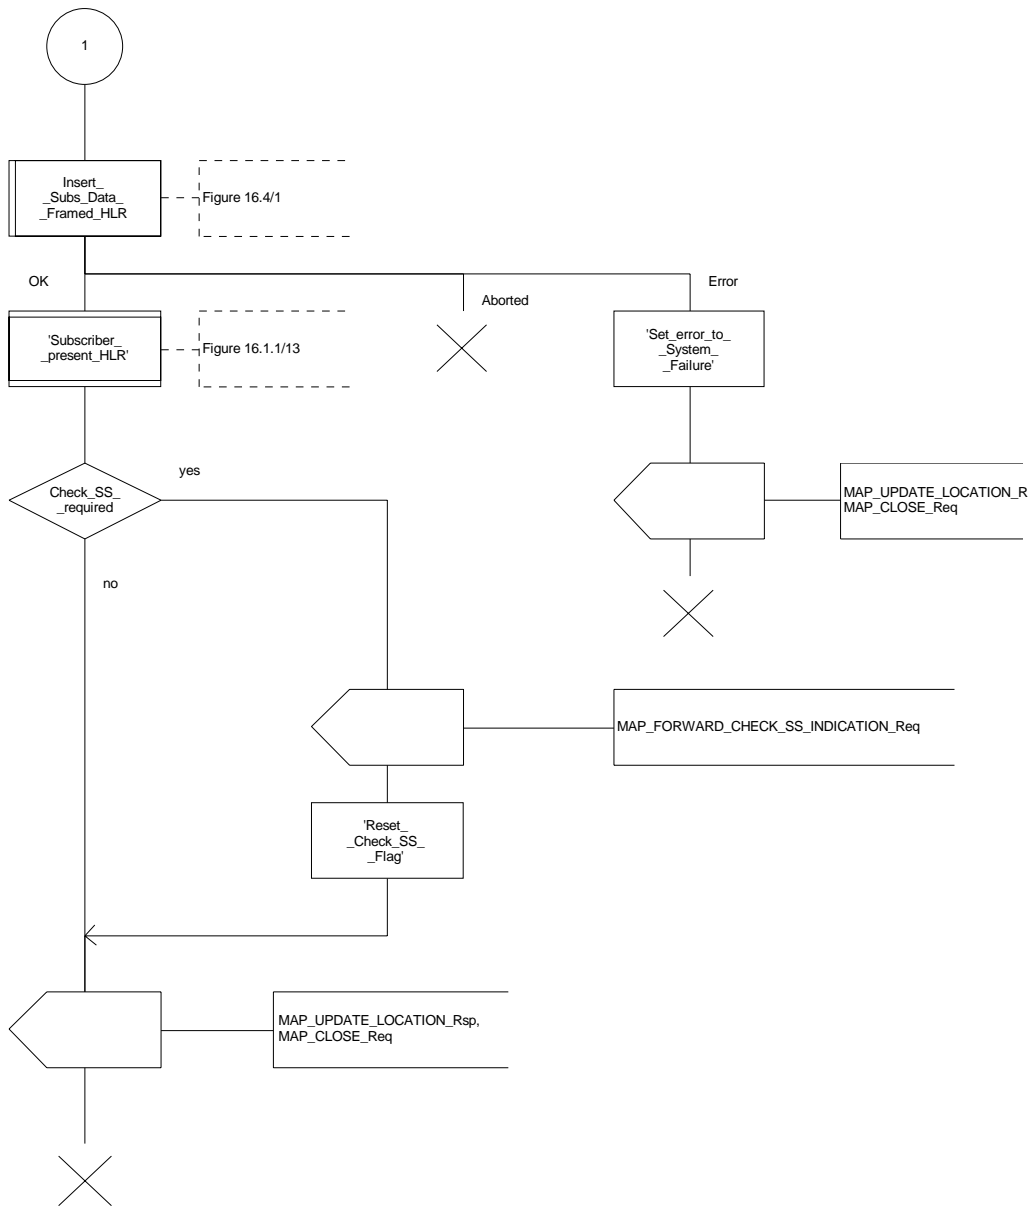 1
Insert_
_Subs_Data_
_Framed_HLR
Figure 16.4/1
OK
Aborted
Error
'Subscriber_
_present_HLR'
Figure 16.1.1/13
'Set_error_to_
_System_
_Failure'
Check_SS_
_required
yes
no
MAP_UPDATE_LOCATION_R
MAP_CLOSE_Req
MAP_FORWARD_CHECK_SS_INDICATION_Req
'Reset_
_Check_SS_
_Flag'
MAP_UPDATE_LOCATION_Rsp,
MAP_CLOSE_Req